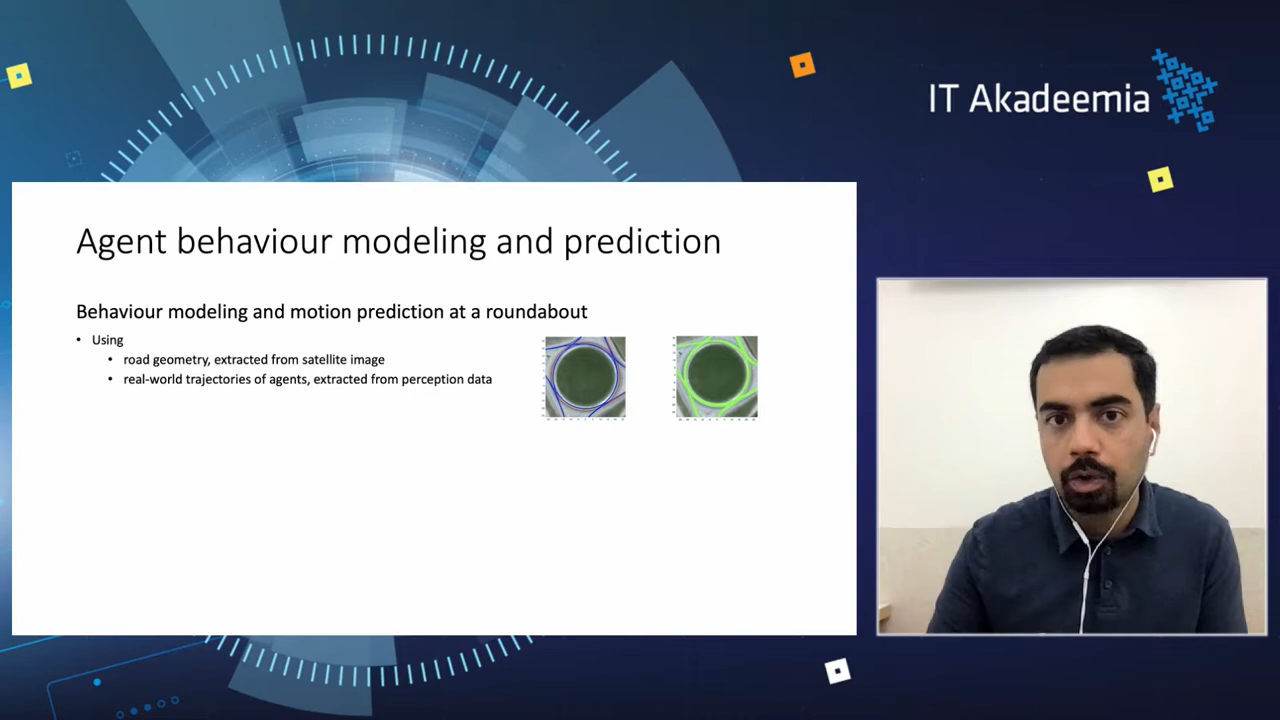 IT Akadeemia
Agent behaviour modeling and prediction
Behaviour modeling and motion prediction at a roundabout
• Using
• road geometry, extracted from satellite image
• real-world trajectories of agents, extracted from perception data